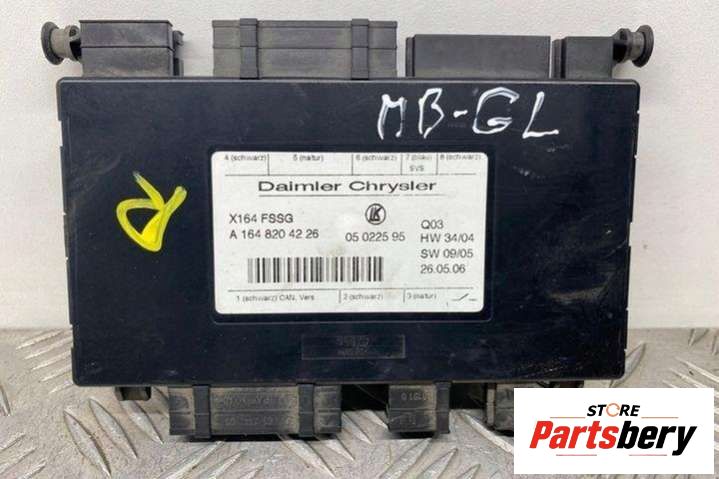 MB-GL
R
4 (schwarz) 5 (natur) 6 (schwarz) 7 (blau) 8 (schwarz)
SVS
Daimler Chrysler
X164 FSSG
A 164 820 42 26
05 0225 95
Q03
HW 34/04
SW 09/05
26.05.06
1 (schwarz) CAN, Vers 2 (schwarz) 3 (natur)
STORE
Partsbery